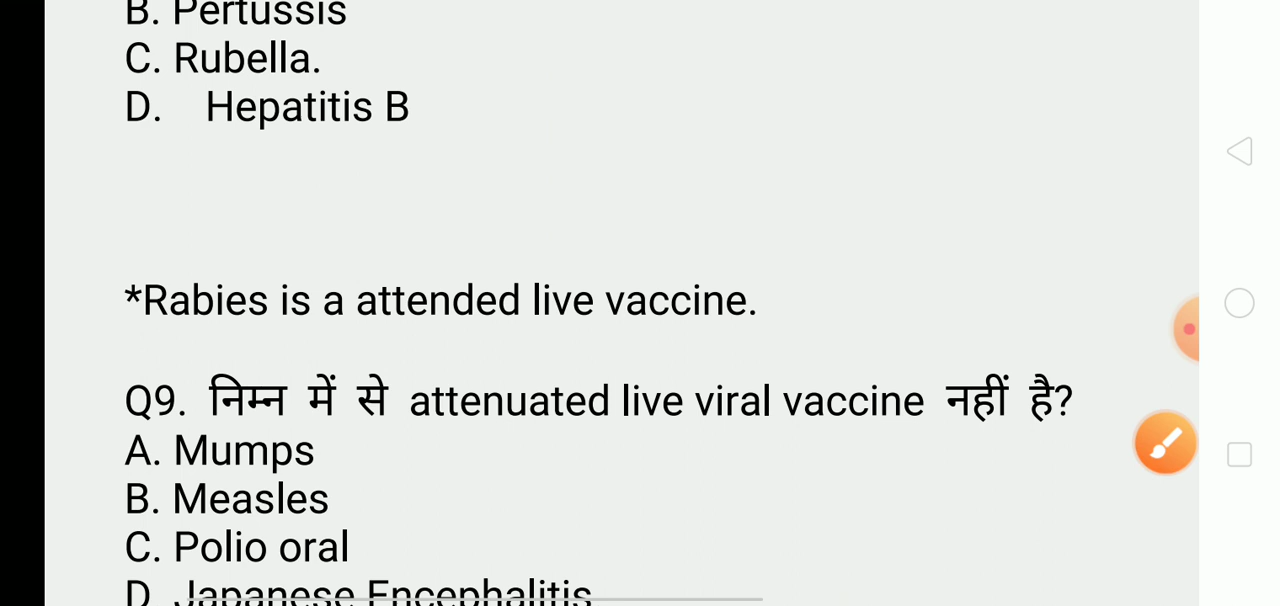 B. Pertussis
C. Rubella.
D. Hepatitis B
*Rabies is a attended live vaccine.
Q9. निम्न में से attenuated live viral vaccine नहीं है?
A. Mumps
B. Measles
C. Polio oral
D. Japanese Encephalitis